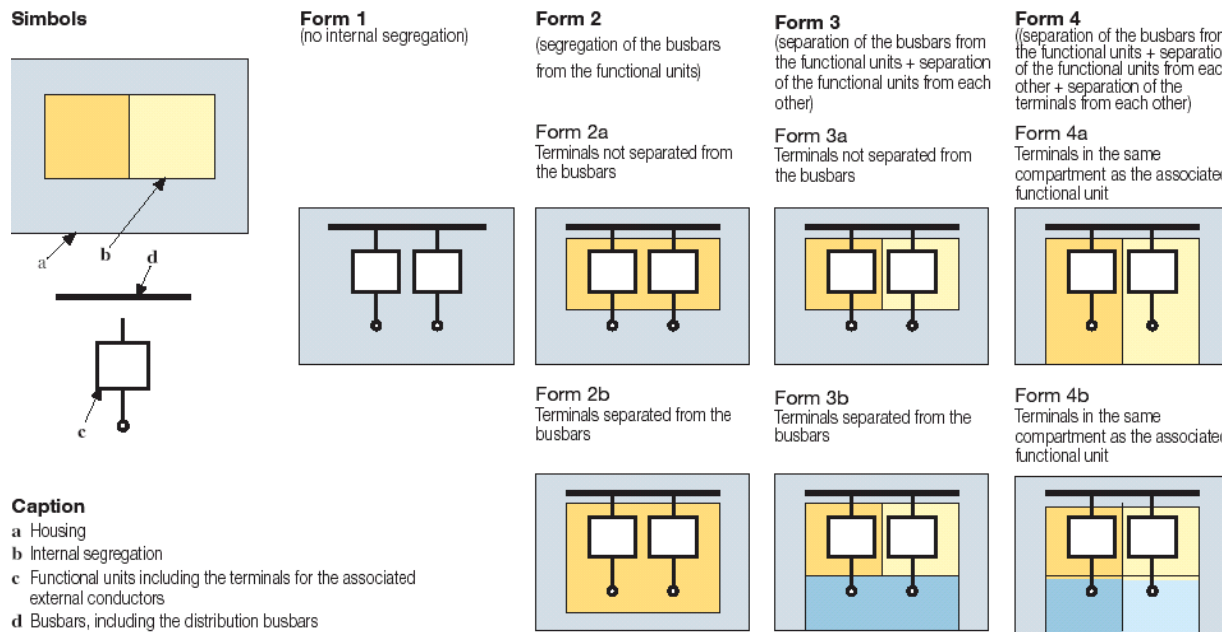 Simbols
a
b
d
c
Caption
a Housing
b Internal segregation
c Functional units including the terminals for the associated
external conductors
d Busbars, including the distribution busbars
Form 1
(no internal segregation)
Form 2
(segregation of the busbars
from the functional units)
Form 2a
Terminals not separated from
the busbars
Form 2b
Terminals separated from the
busbars
Form 3
(separation of the busbars from
the functional units + separation
of the functional units from each
other)
Form 3a
Terminals not separated from
the busbars
Form 3b
Terminals separated from the
busbars
Form 4
((separation of the busbars from
the functional units + separation
of the functional units from each
other + separation of the
terminals from each other)
Form 4a
Terminals in the same
compartment as the associated
functional unit
Form 4b
Terminals in the same
compartment as the associated
functional unit